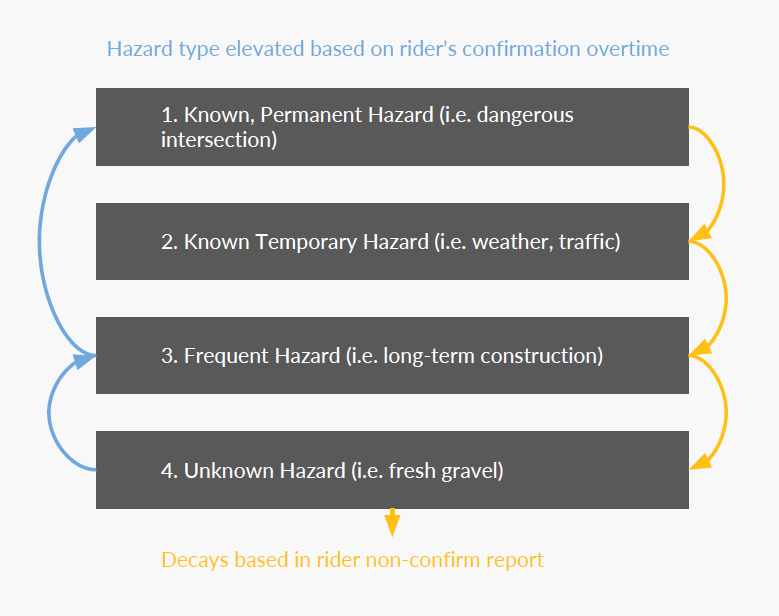 Hazard type elevated based on rider's confirmation overtime
1. Known, Permanent Hazard (i.e. dangerous
intersection)
2. Known Temporary Hazard (i.e. weather, traffic)
3. Frequent Hazard (i.e. long-term construction)
4. Unknown Hazard (i.e. fresh gravel)
Decays based in rider non-confirm report